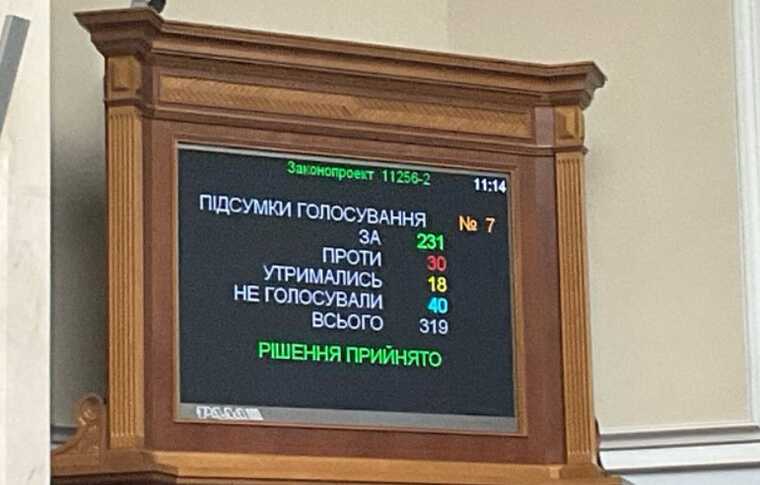 Законопроект 11256-2
11:14
ПІДСУМКИ ГОЛОСУВАННЯ № 7
ЗА 231
ПРОТИ 30
УТРИМАЛИСЬ 18
НЕ ГОЛОСУВАЛИ 40
ВСЬОГО 319
РІШЕННЯ ПРИЙНЯТО